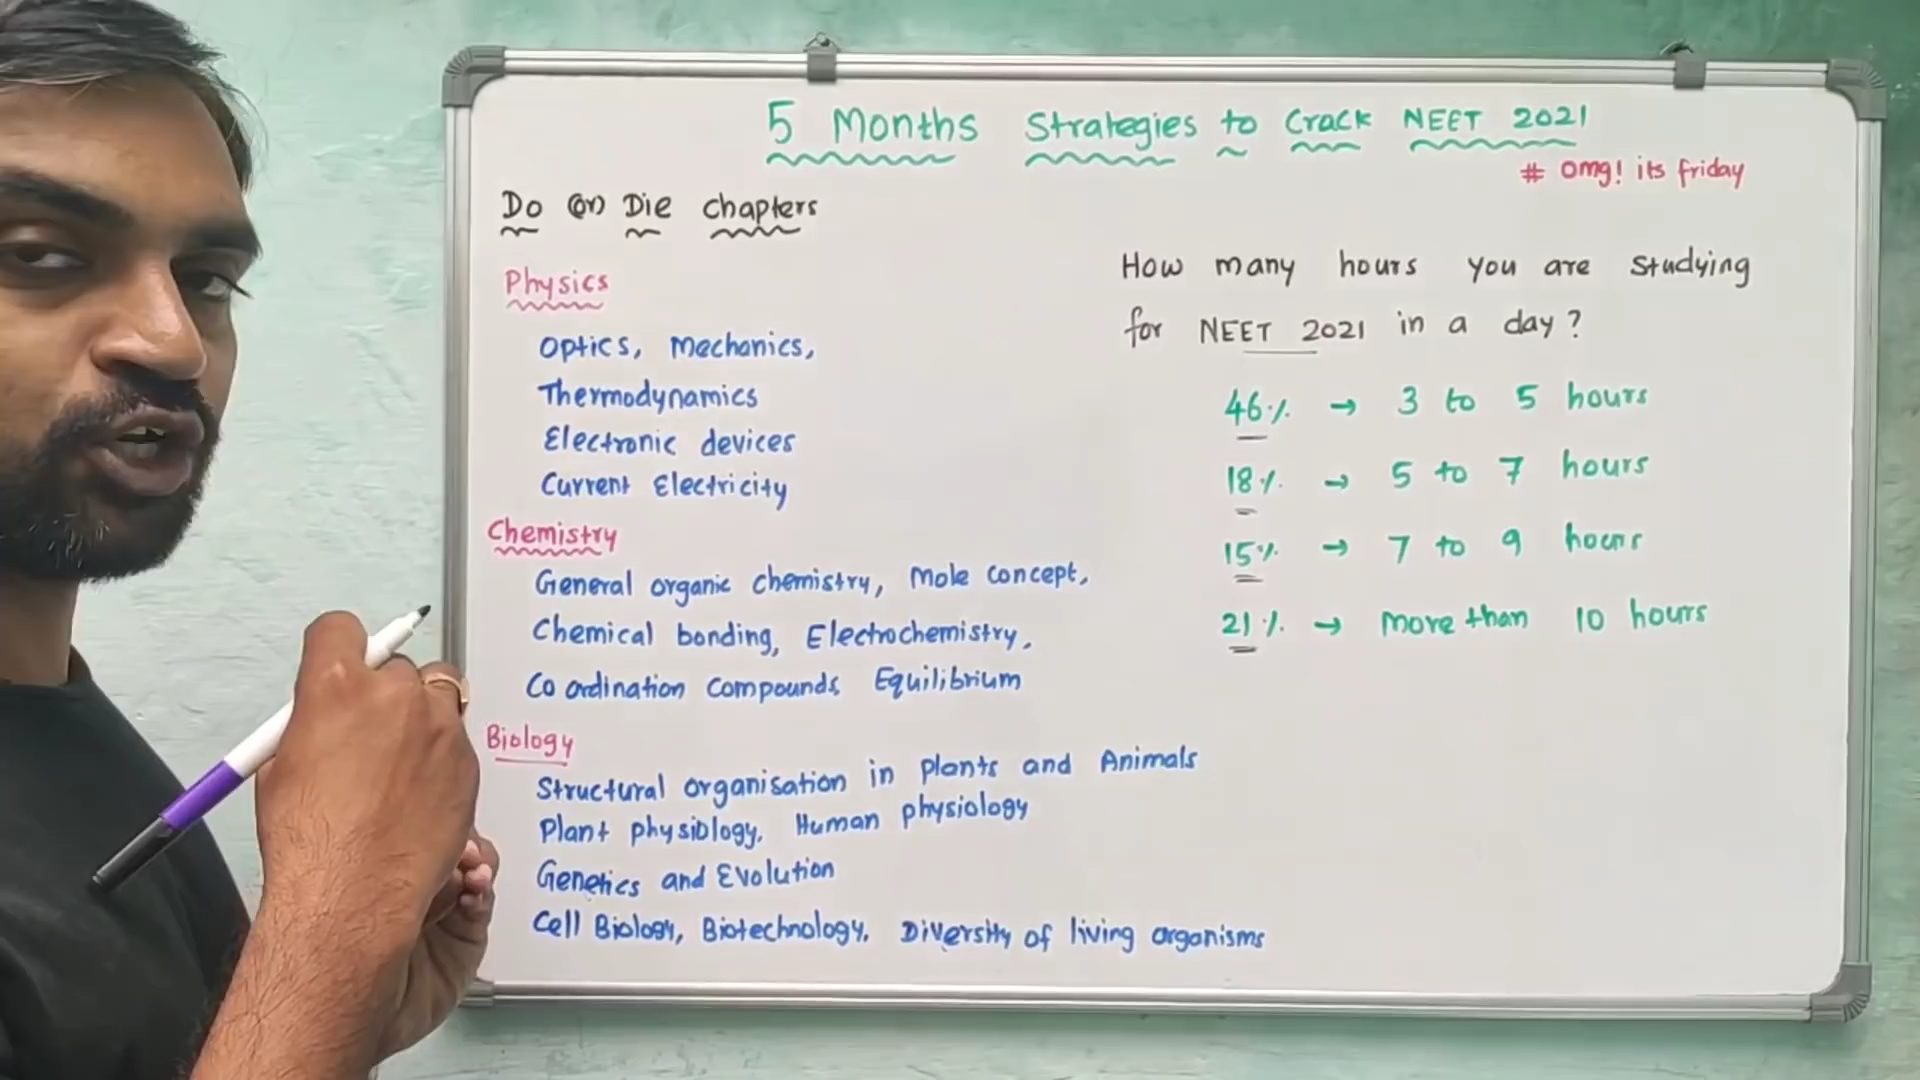 5 Months Strategies to Crack NEET 2021
# omg! its friday
Do (or) Die chapters
Physics
Optics, Mechanics,
Thermodynamics
Electronic devices
Current Electricity
Chemistry
General organic chemistry, Mole concept,
Chemical bonding, Electrochemistry,
Co ordination compounds Equilibrium
Biology
Structural organisation in plants and Animals
Plant physiology, Human physiology
Genetics and Evolution
Cell Biology, Biotechnology, Diversity of living organisms
How many hours you are studying
for NEET 2021 in a day?
46% → 3 to 5 hours
18% → 5 to 7 hours
15% → 7 to 9 hours
21% → more than 10 hours